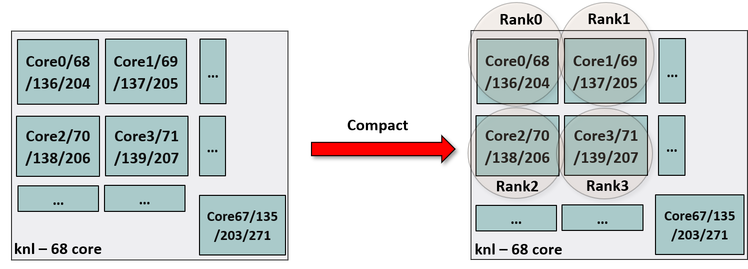 Core0/68
/136/204
Core1/69
/137/205
...
Core2/70
/138/206
Core3/71
/139/207
...
...
...
Core67/135
/203/271
knl – 68 core
Compact
Rank0
Rank1
Core0/68
/136/204
Core1/69
/137/205
...
Core2/70
/138/206
Core3/71
/139/207
...
Rank2
Rank3
...
...
Core67/135
/203/271
knl – 68 core